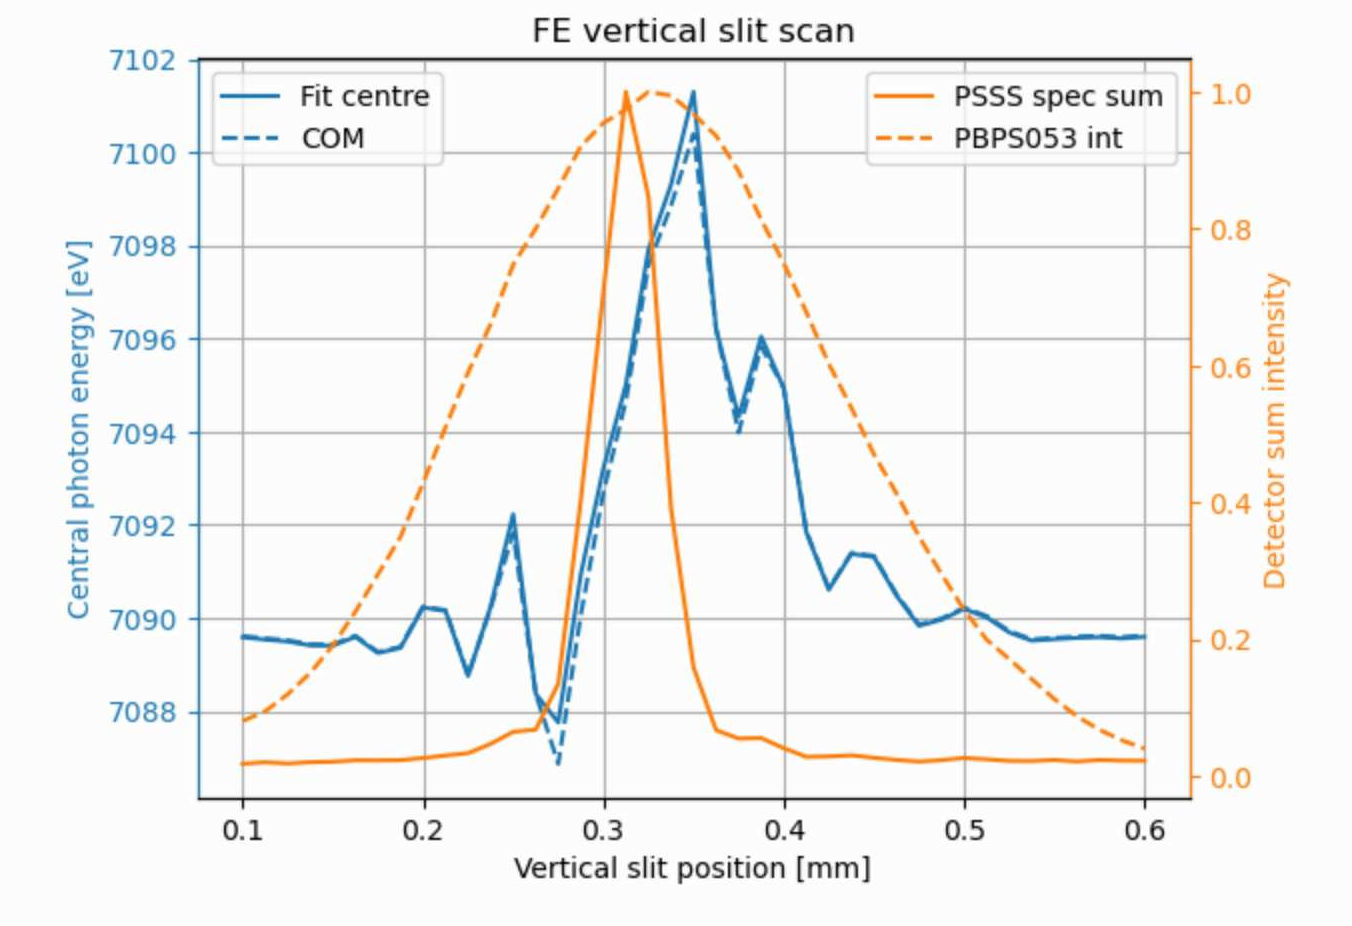 FE vertical slit scan
Fit centre
COM
PSSS spec sum
PBPS053 int
7102
7100
7098
7096
7094
7092
7090
7088
Central photon energy [eV]
1.0
0.8
0.6
0.4
0.2
0.0
Detector sum intensity
0.1 0.2 0.3 0.4 0.5 0.6
Vertical slit position [mm]